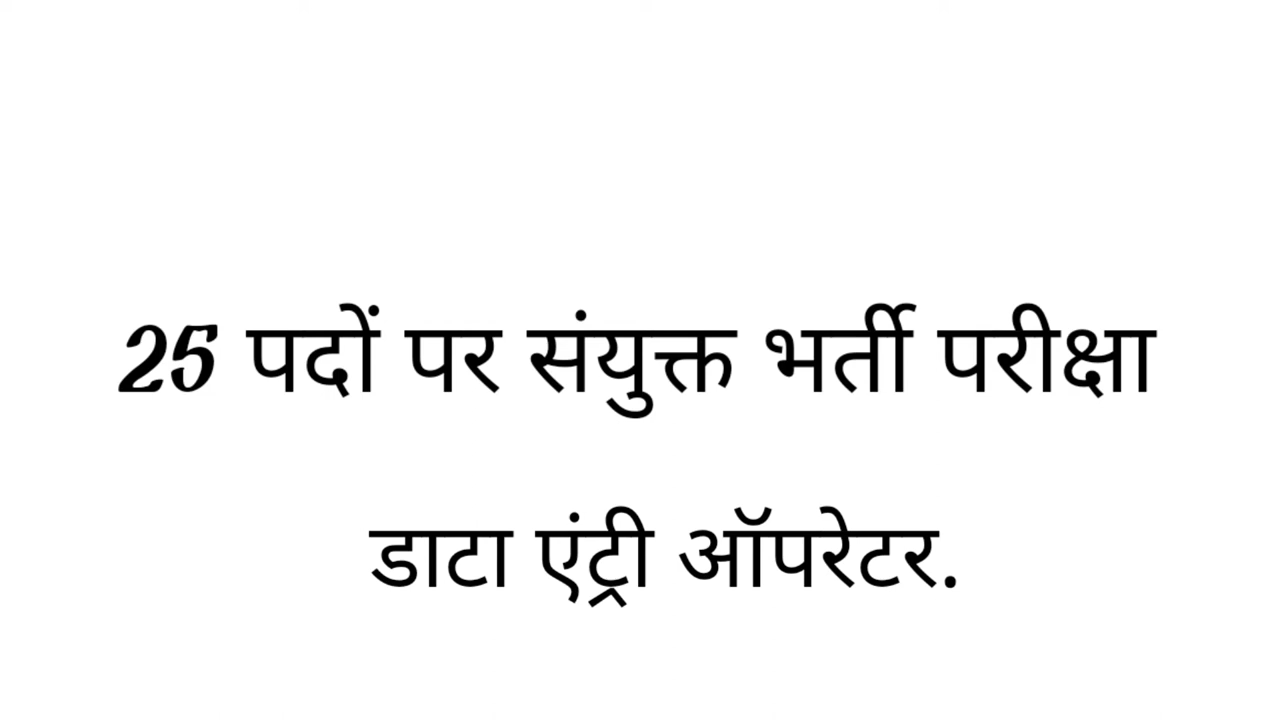 25 पदों पर संयुक्त भर्ती परीक्षा
डाटा एंट्री ऑपरेटर.